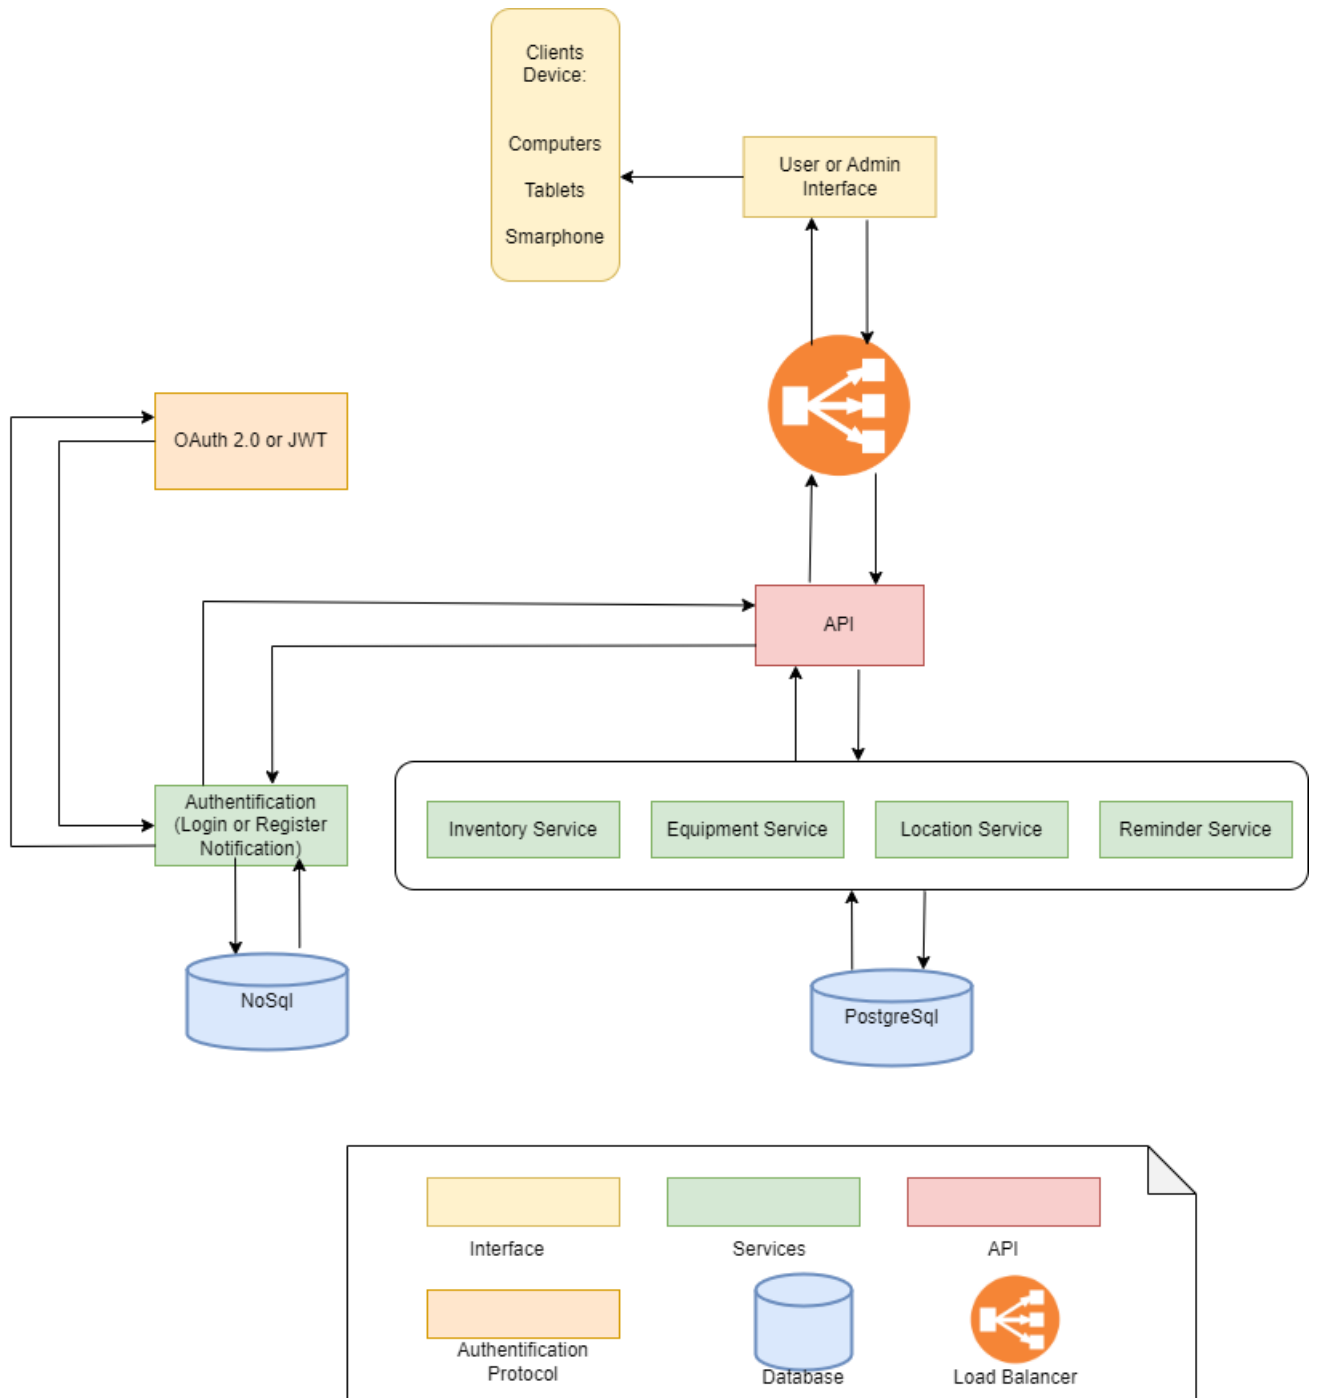 Clients
Device:
Computers
Tablets
Smarphone
User or Admin
Interface
OAuth 2.0 or JWT
API
Authentification
(Login or Register
Notification)
Inventory Service
Equipment Service
Location Service
Reminder Service
NoSql
PostgreSql
Interface
Services
API
Authentification
Protocol
Database
Load Balancer